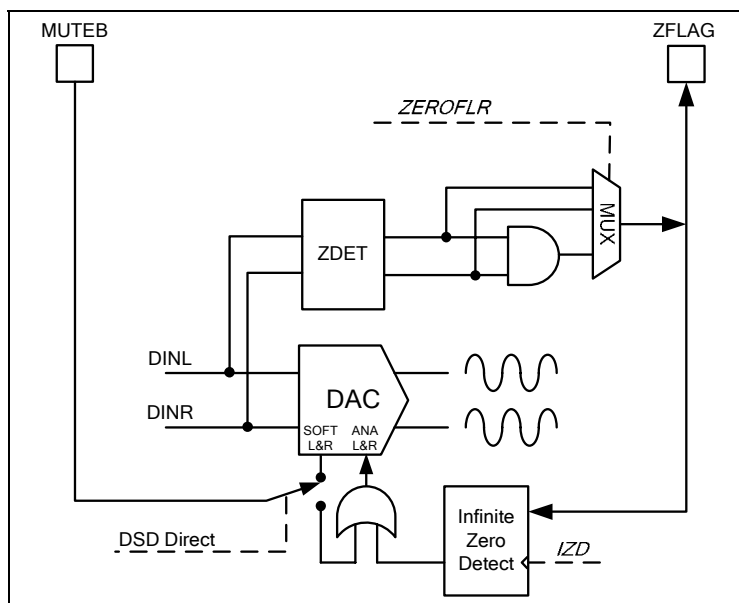 MUTEB
ZFLAG
ZEROFLR
MUX
ZDET
DINL
DINR
DAC
SOFT
L&R
ANA
L&R
DSD Direct
Infinite
Zero
Detect
IZD